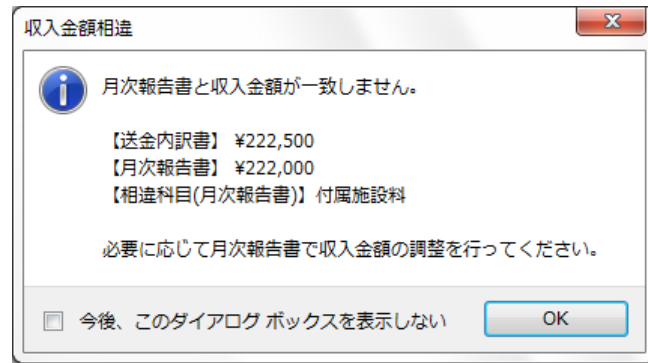 収入金額相違
月次報告書と収入金額が一致しません。
【送金内訳書】 ¥222,500
【月次報告書】 ¥222,000
【相違科目(月次報告書)】付属施設料
必要に応じて月次報告書で収入金額の調整を行ってください。
今後、このダイアログ ボックスを表示しない
OK